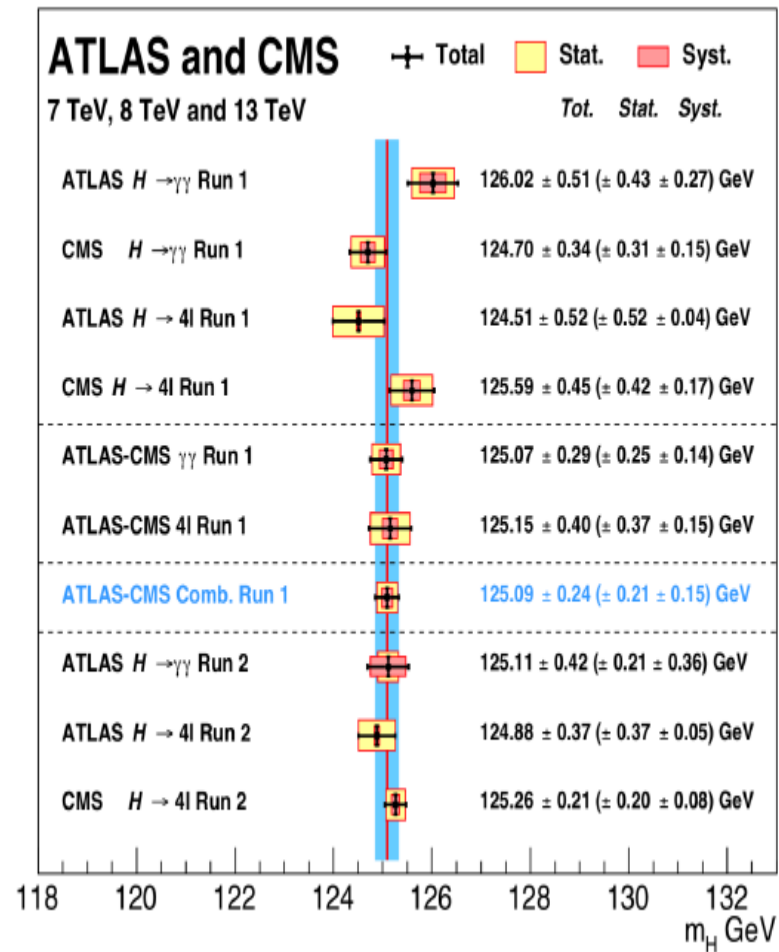 ATLAS and CMS Total Stat. Syst.
7 TeV, 8 TeV and 13 TeV Tot. Stat. Syst.
ATLAS H →γγ Run 1 126.02 ± 0.51 (± 0.43 ± 0.27) GeV
CMS H →γγ Run 1 124.70 ± 0.34 (± 0.31 ± 0.15) GeV
ATLAS H → 4l Run 1 124.51 ± 0.52 (± 0.52 ± 0.04) GeV
CMS H → 4l Run 1 125.59 ± 0.45 (± 0.42 ± 0.17) GeV
ATLAS-CMS γγ Run 1 125.07 ± 0.29 (± 0.25 ± 0.14) GeV
ATLAS-CMS 4l Run 1 125.15 ± 0.40 (± 0.37 ± 0.15) GeV
ATLAS-CMS Comb. Run 1 125.09 ± 0.24 (± 0.21 ± 0.15) GeV
ATLAS H →γγ Run 2 125.11 ± 0.42 (± 0.21 ± 0.36) GeV
ATLAS H → 4l Run 2 124.88 ± 0.37 (± 0.37 ± 0.05) GeV
CMS H → 4l Run 2 125.26 ± 0.21 (± 0.20 ± 0.08) GeV
118 120 122 124 126 128 130 132
m_H GeV